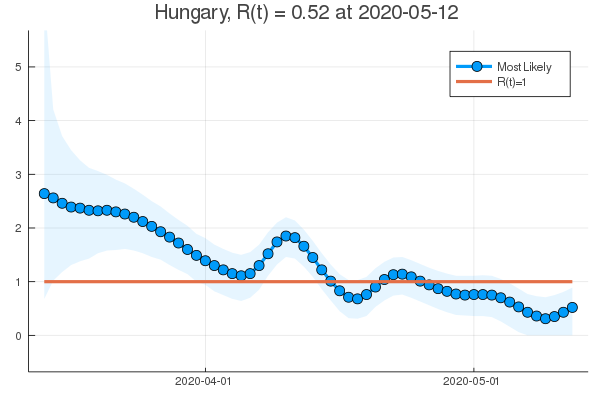 Hungary, R(t) = 0.52 at 2020-05-12
Most Likely
R(t)=1
5
4
3
2
1
0
2020-04-01
2020-05-01